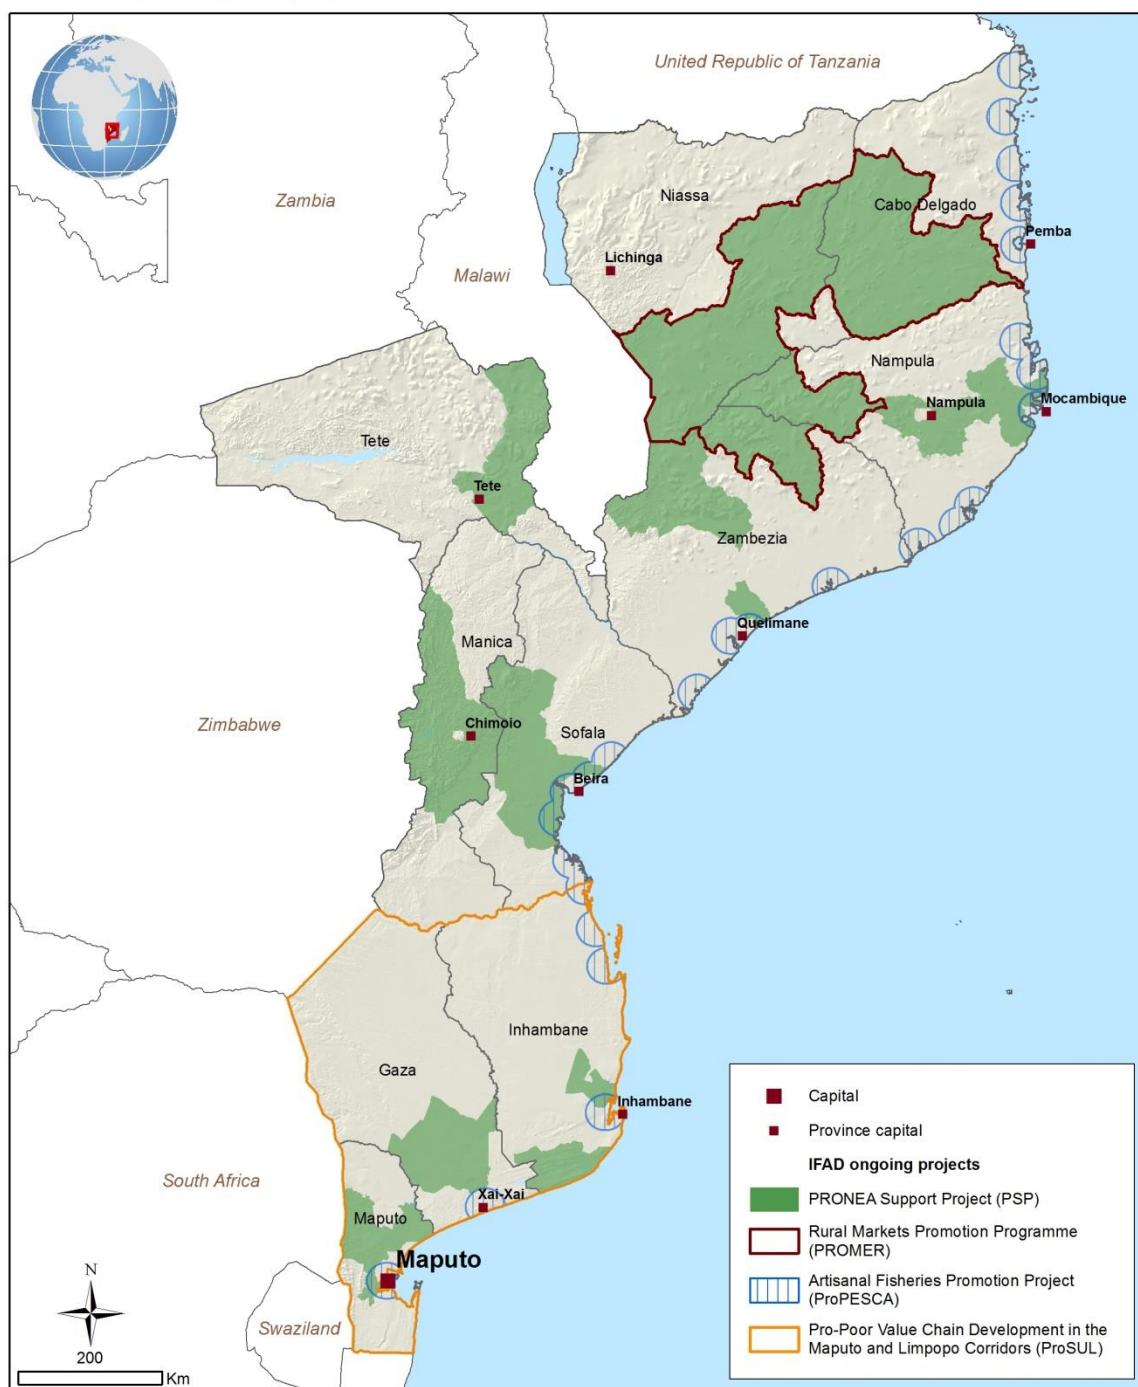 United Republic of Tanzania
Zambia
Niassa
Cabo Delgado
Pemba
Lichinga
Malawi
Nampula
Nampula
Mocambique
Tete
Tete
Zambezia
Quelimane
Manica
Zimbabwe
Chimoio
Sofala
Beira
Inhambane
Gaza
Inhambane
South Africa
Xai-Xai
Maputo
Maputo
Swaziland
N
200
Km
Capital
Province capital
IFAD ongoing projects
PRONEA Support Project (PSP)
Rural Markets Promotion Programme
(PROMER)
Artisanal Fisheries Promotion Project
(ProPESCA)
Pro-Poor Value Chain Development in the
Maputo and Limpopo Corridors (ProSUL)